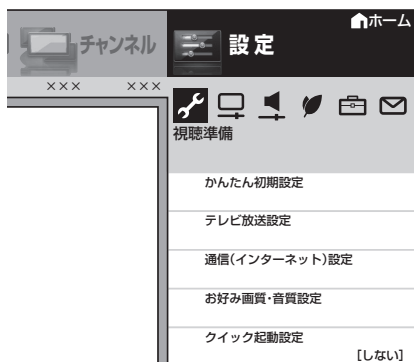 ホーム
チャンネル
設定
××× ×××
視聴準備
かんたん初期設定
テレビ放送設定
通信(インターネット)設定
お好み画質・音質設定
クイック起動設定
[しない]